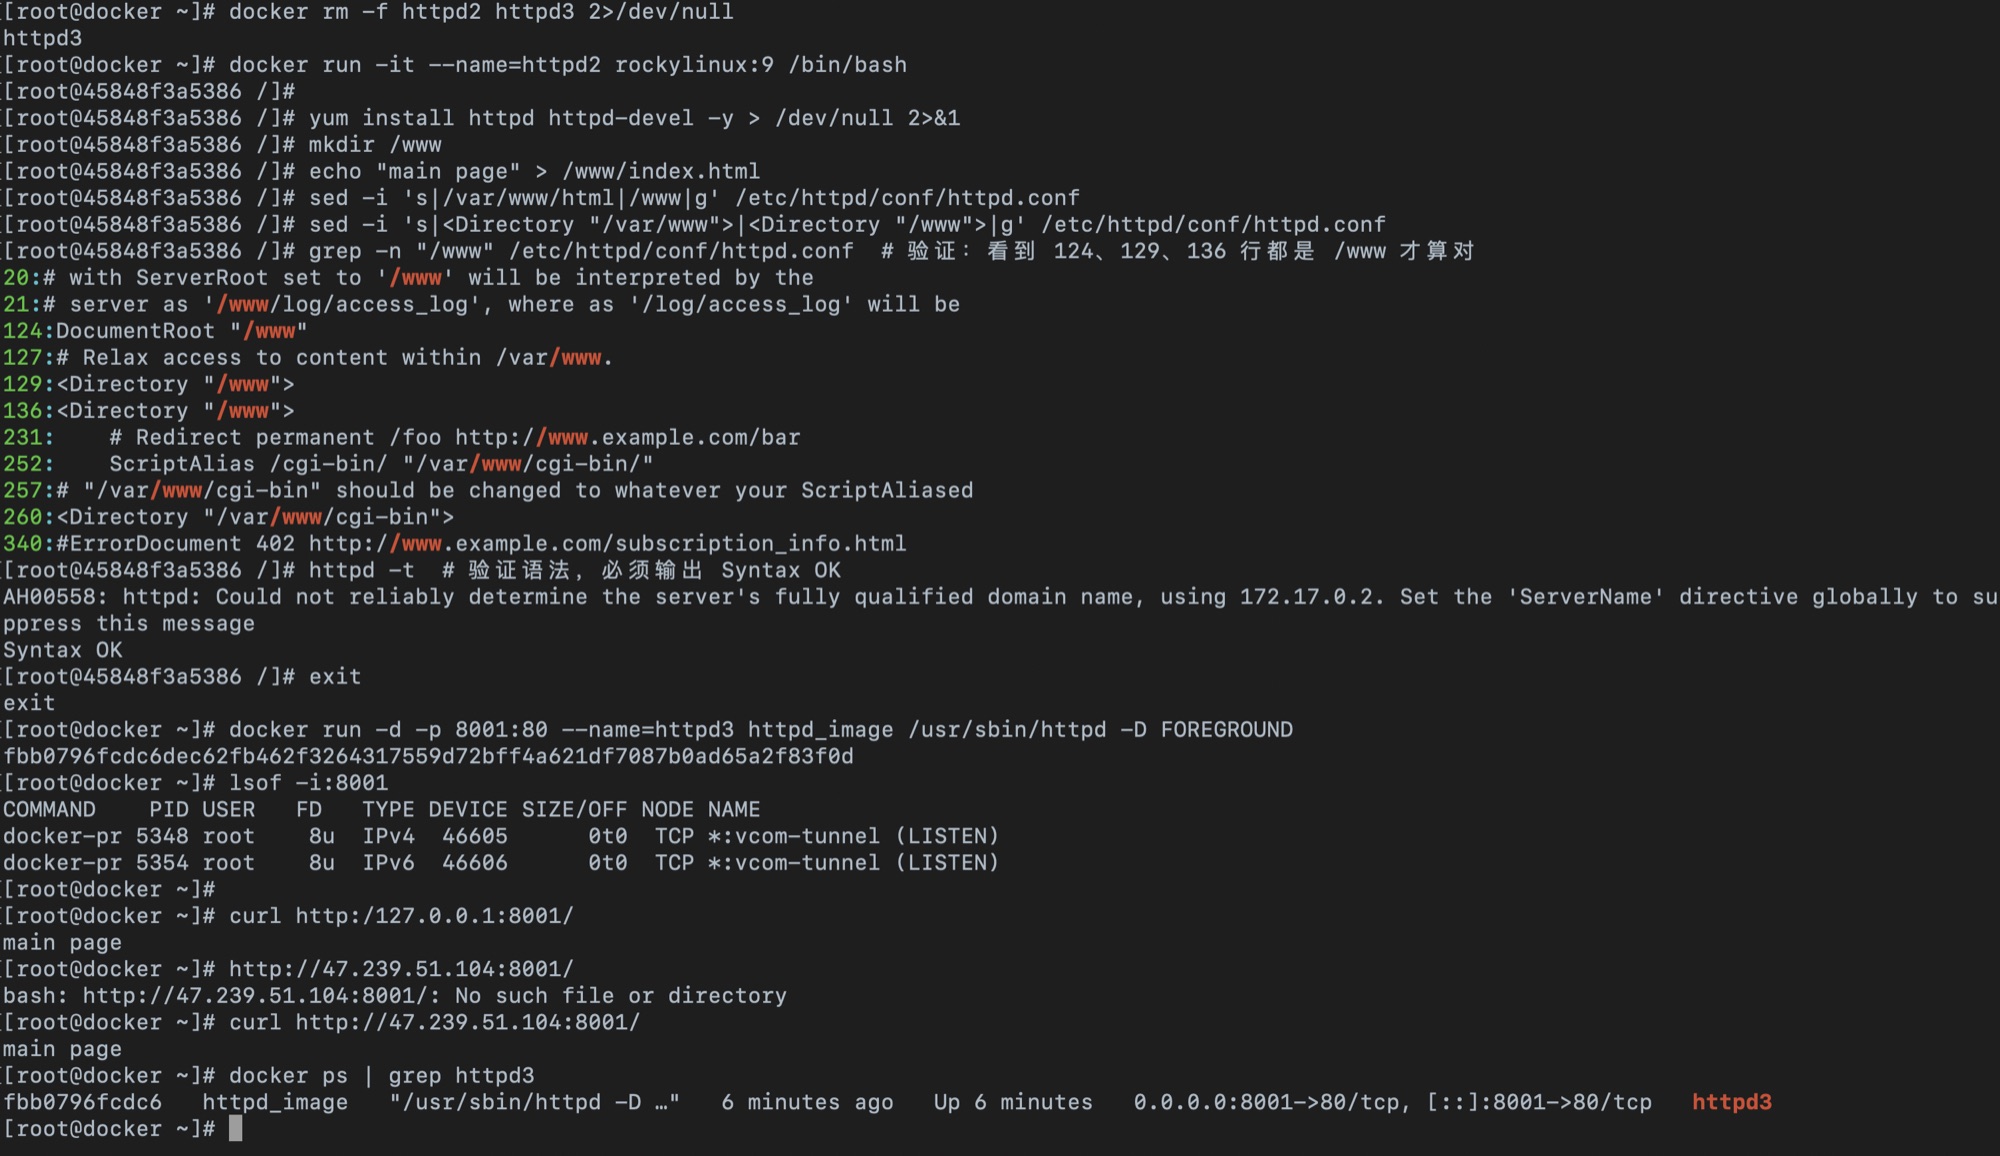 [root@docker ~]# docker rm -f httpd2 httpd3 2>/dev/null
httpd3
[root@docker ~]# docker run -it --name=httpd2 rockylinux:9 /bin/bash
[root@45848f3a5386 /]#
[root@45848f3a5386 /]# yum install httpd httpd-devel -y > /dev/null 2>&1
[root@45848f3a5386 /]# mkdir /www
[root@45848f3a5386 /]# echo "main page" > /www/index.html
[root@45848f3a5386 /]# sed -i 's|/var/www/html|/www|g' /etc/httpd/conf/httpd.conf
[root@45848f3a5386 /]# sed -i 's|<Directory "/var/www">|<Directory "/www">|g' /etc/httpd/conf/httpd.conf
[root@45848f3a5386 /]# grep -n "/www" /etc/httpd/conf/httpd.conf  # 验证：看到 124、129、136 行都是 /www 才算对
20:# with ServerRoot set to '/www' will be interpreted by the
21:# server as '/www/log/access_log', where as '/log/access_log' will be
124:DocumentRoot "/www"
127:# Relax access to content within /var/www.
129:<Directory "/www">
136:<Directory "/www">
231:    # Redirect permanent /foo http://www.example.com/bar
252:    ScriptAlias /cgi-bin/ "/var/www/cgi-bin/"
257:# "/var/www/cgi-bin" should be changed to whatever your ScriptAliased
260:<Directory "/var/www/cgi-bin">
340:#ErrorDocument 402 http://www.example.com/subscription_info.html
[root@45848f3a5386 /]# httpd -t  # 验证语法，必须输出 Syntax OK
AH00558: httpd: Could not reliably determine the server's fully qualified domain name, using 172.17.0.2. Set the 'ServerName' directive globally to su
ppress this message
Syntax OK
[root@45848f3a5386 /]# exit
exit
[root@docker ~]# docker run -d -p 8001:80 --name=httpd3 httpd_image /usr/sbin/httpd -D FOREGROUND
fbb0796fcdc6dec62fb462f3264317559d72bff4a621df7087b0ad65a2f83f0d
[root@docker ~]# lsof -i:8001
COMMAND    PID USER   FD   TYPE DEVICE SIZE/OFF NODE NAME
docker-pr 5348 root    8u  IPv4  46605      0t0  TCP *:vcom-tunnel (LISTEN)
docker-pr 5354 root    8u  IPv6  46606      0t0  TCP *:vcom-tunnel (LISTEN)
[root@docker ~]#
[root@docker ~]# curl http:/127.0.0.1:8001/
main page
[root@docker ~]# http://47.239.51.104:8001/
bash: http://47.239.51.104:8001/: No such file or directory
[root@docker ~]# curl http://47.239.51.104:8001/
main page
[root@docker ~]# docker ps | grep httpd3
fbb0796fcdc6   httpd_image   "/usr/sbin/httpd -D …"   6 minutes ago   Up 6 minutes   0.0.0.0:8001->80/tcp, [::]:8001->80/tcp   httpd3
[root@docker ~]#